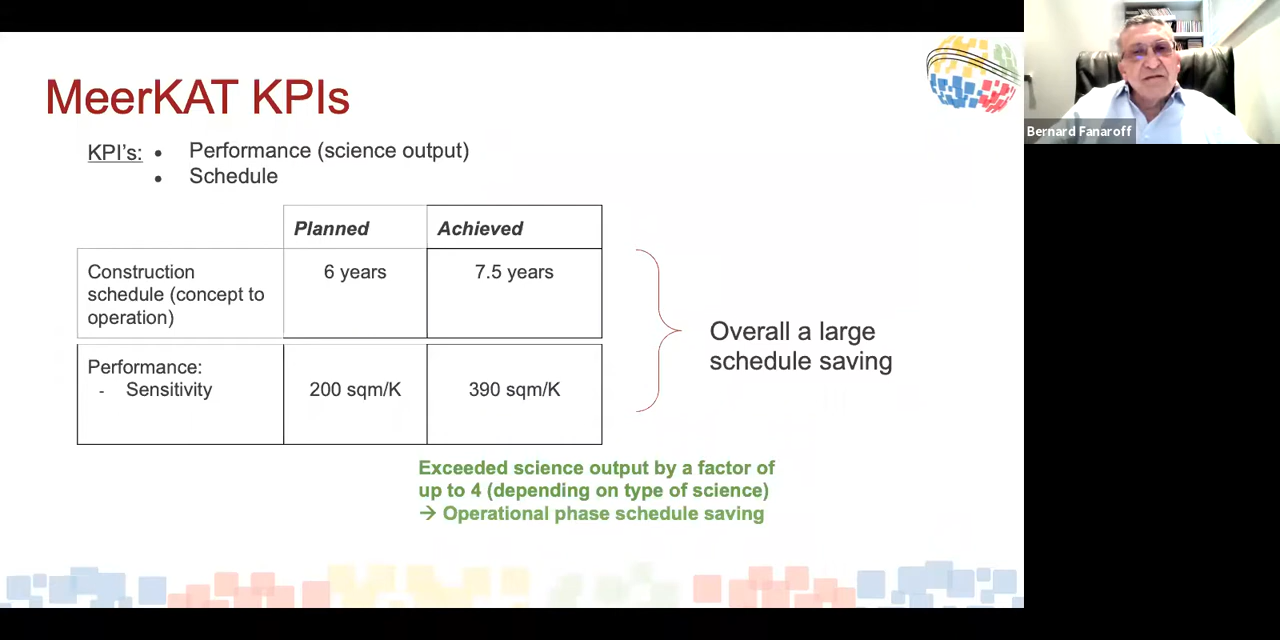 MeerKAT KPIs
KPI's: • Performance (science output)
• Schedule
Planned Achieved
Construction schedule (concept to operation) 6 years 7.5 years
Performance:
- Sensitivity 200 sqm/K 390 sqm/K
Overall a large
schedule saving
Exceeded science output by a factor of
up to 4 (depending on type of science)
→ Operational phase schedule saving
Bernard Fanaroff